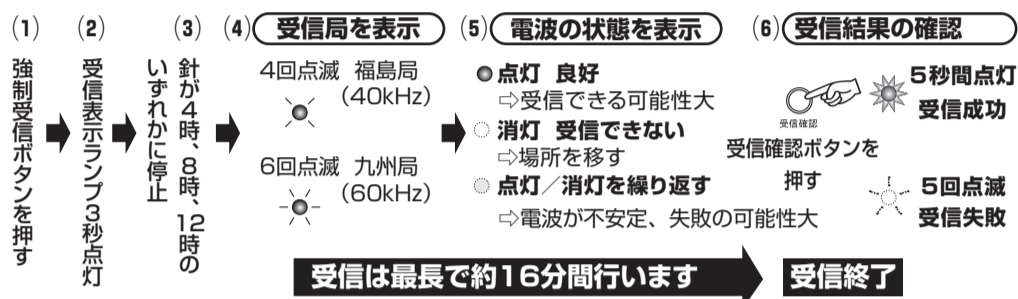 (1)
強制受信ボタンを押す
(2)
受信表示ランプ3秒点灯
(3)
針が4時、8時、12時の
いずれかに停止
(4) 受信局を表示
4回点滅 福島局
(40kHz)
6回点滅 九州局
(60kHz)
(5) 電波の状態を表示
点灯 良好
⇨受信できる可能性大
消灯 受信できない
⇨場所を移す
点灯/消灯を繰り返す
⇨電波が不安定、失敗の可能性大
(6) 受信結果の確認
受信確認
受信確認ボタンを
押す
5秒間点灯
受信成功
5回点滅
受信失敗
受信は最長で約16分間行います
受信終了